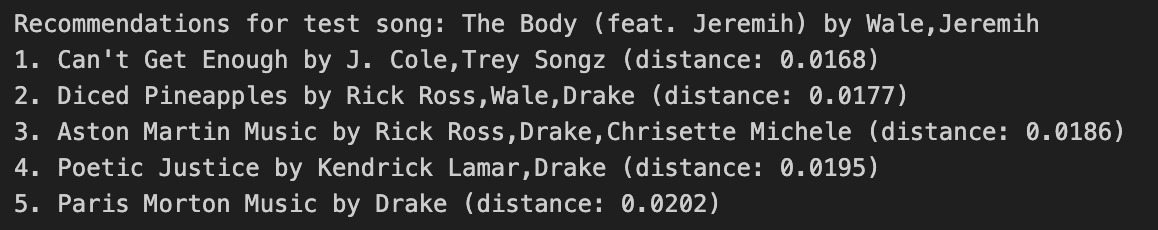 Recommendations for test song: The Body (feat. Jeremih) by Wale,Jeremih
1. Can't Get Enough by J. Cole,Trey Songz (distance: 0.0168)
2. Diced Pineapples by Rick Ross,Wale,Drake (distance: 0.0177)
3. Aston Martin Music by Rick Ross,Drake,Chrisette Michele (distance: 0.0186)
4. Poetic Justice by Kendrick Lamar,Drake (distance: 0.0195)
5. Paris Morton Music by Drake (distance: 0.0202)